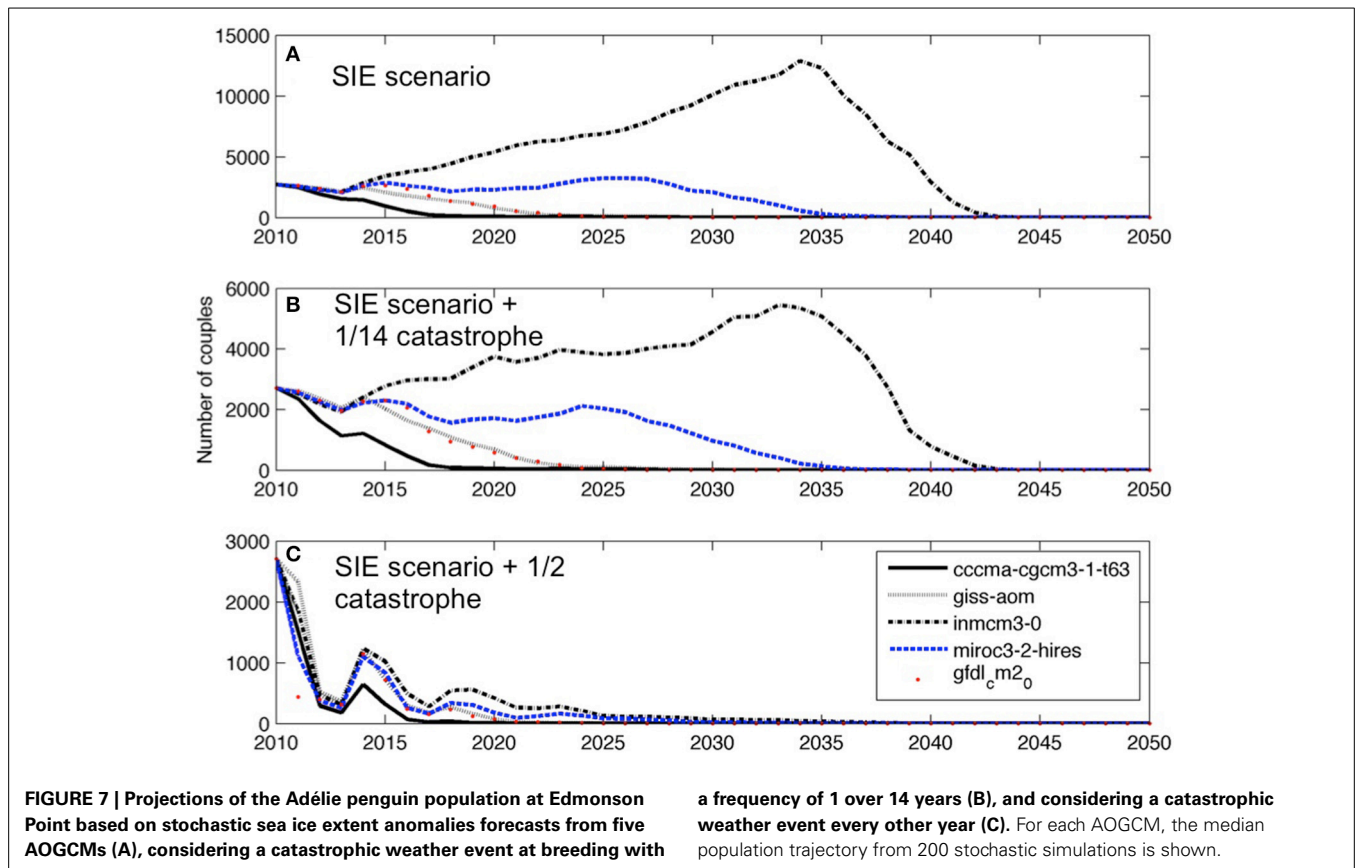 15000
10000
5000
0
A
SIE scenario
2010 2015 2020 2025 2030 2035 2040 2045 2050
Number of couples
6000
4000
2000
0
B
SIE scenario +
1/14 catastrophe
2010 2015 2020 2025 2030 2035 2040 2045 2050
3000
2000
1000
0
C
SIE scenario + 1/2
catastrophe
cccma-cgcm3-1-t63
giss-aom
inmcm3-0
miroc3-2-hires
gfdl_cm2_0
2010 2015 2020 2025 2030 2035 2040 2045 2050
FIGURE 7 | Projections of the Adélie penguin population at Edmonson
Point based on stochastic sea ice extent anomalies forecasts from five
AOGCMs (A), considering a catastrophic weather event at breeding with
a frequency of 1 over 14 years (B), and considering a catastrophic
weather event every other year (C). For each AOGCM, the median
population trajectory from 200 stochastic simulations is shown.